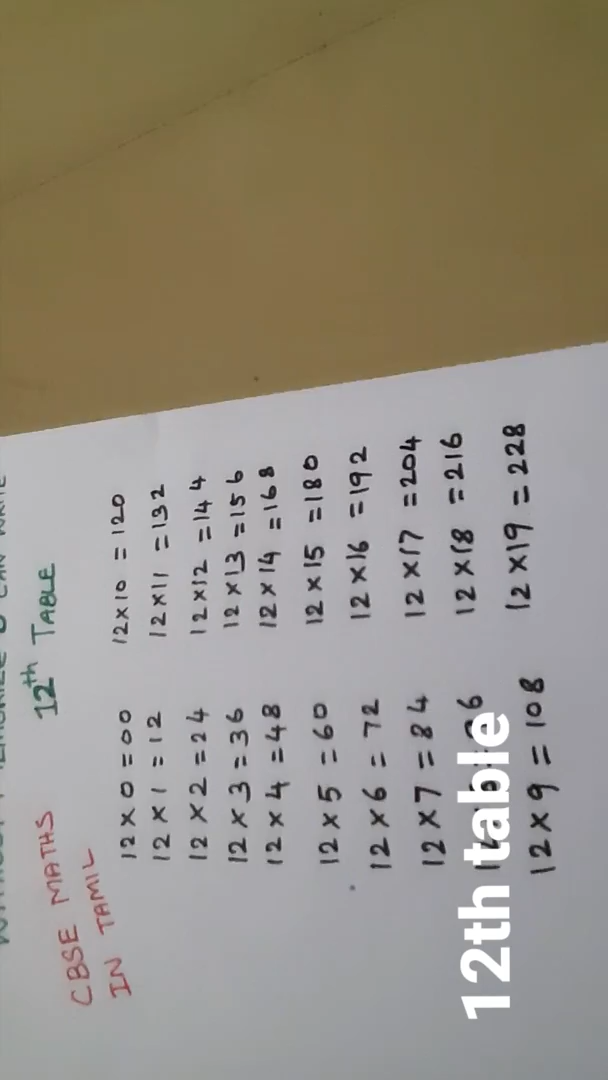 12th TABLE
CBSE MATHS
IN TAMIL
12 x 0 = 00
12 x 1 = 12
12 x 2 = 24
12 x 3 = 36
12 x 4 = 48
12 x 5 = 60
12 x 6 = 72
12 x 7 = 84
12 x 9 = 108
12 x 10 = 120
12 x 11 = 132
12 x 12 = 144
12 x 13 = 156
12 x 14 = 168
12 x 15 = 180
12 x 16 = 192
12 x 17 = 204
12 x 18 = 216
12 x 19 = 228
12th table